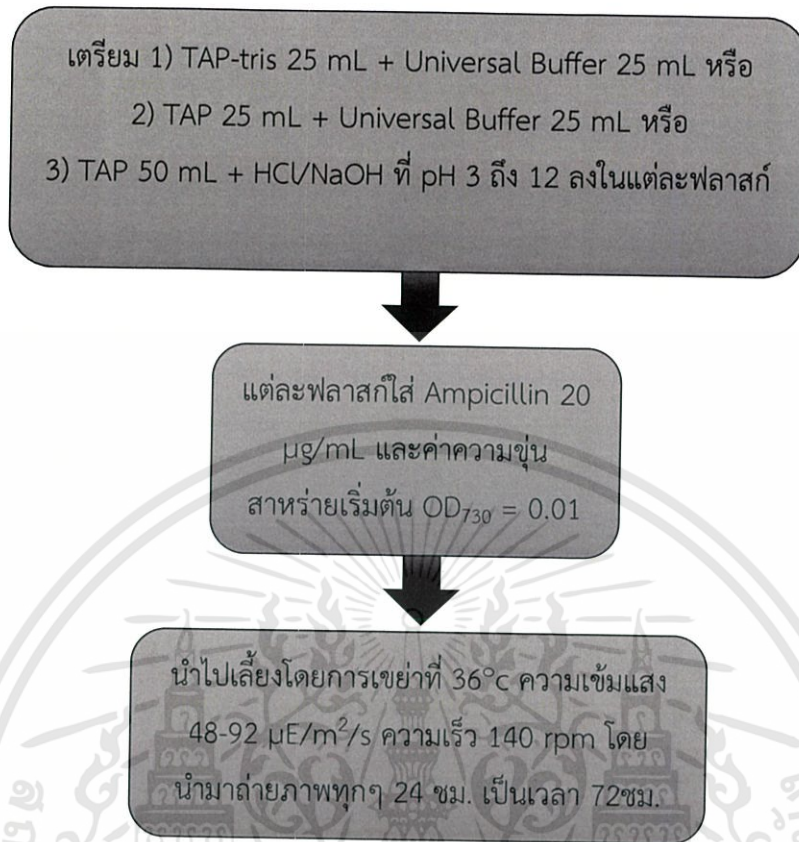 เตรียม 1) TAP-tris 25 mL + Universal Buffer 25 mL หรือ
2) TAP 25 mL + Universal Buffer 25 mL หรือ
3) TAP 50 mL + HCl/NaOH ที่ pH 3 ถึง 12 ลงในแต่ละฟลาสก์
แต่ละฟลาสก์ใส่ Ampicillin 20
µg/mL และค่าความขุ่น
สาหร่ายเริ่มต้น OD₇₃₀ = 0.01
นำไปเลี้ยงโดยการเขย่าที่ 36°c ความเข้มแสง
48-92 µE/m²/s ความเร็ว 140 rpm โดย
นำมาถ่ายภาพทุกๆ 24 ชม. เป็นเวลา 72ชม.